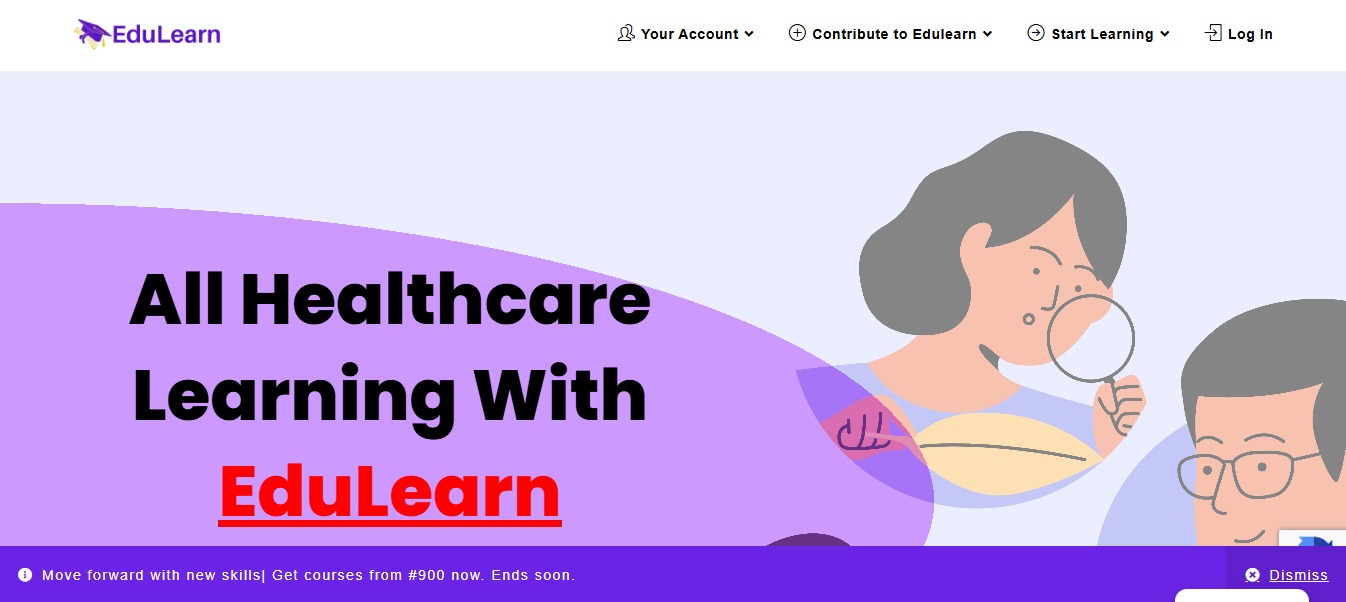 EduLearn
Your Account
Contribute to Edulearn
Start Learning
Log In
All Healthcare
Learning With
EduLearn
Move forward with new skills| Get courses from #900 now. Ends soon.
Dismiss